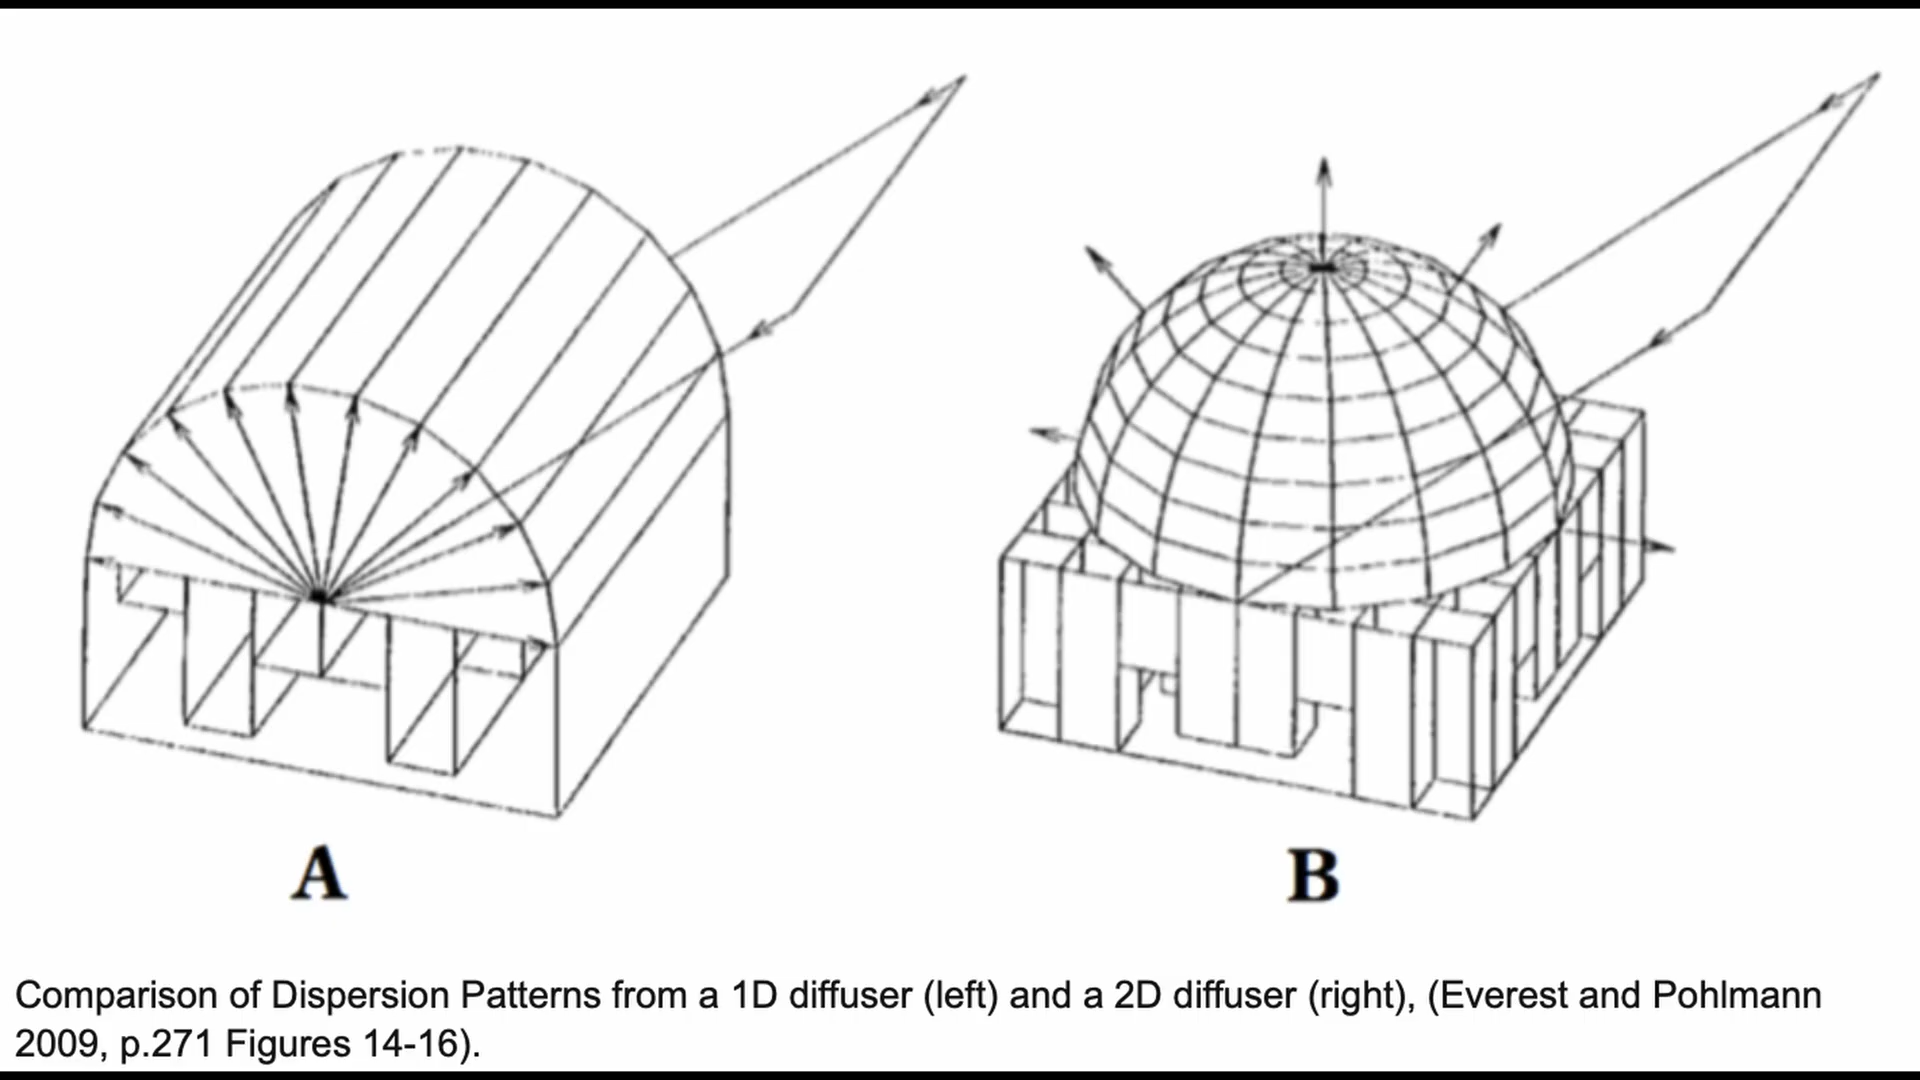 A
B
Comparison of Dispersion Patterns from a 1D diffuser (left) and a 2D diffuser (right), (Everest and Pohlmann
2009, p.271 Figures 14-16).